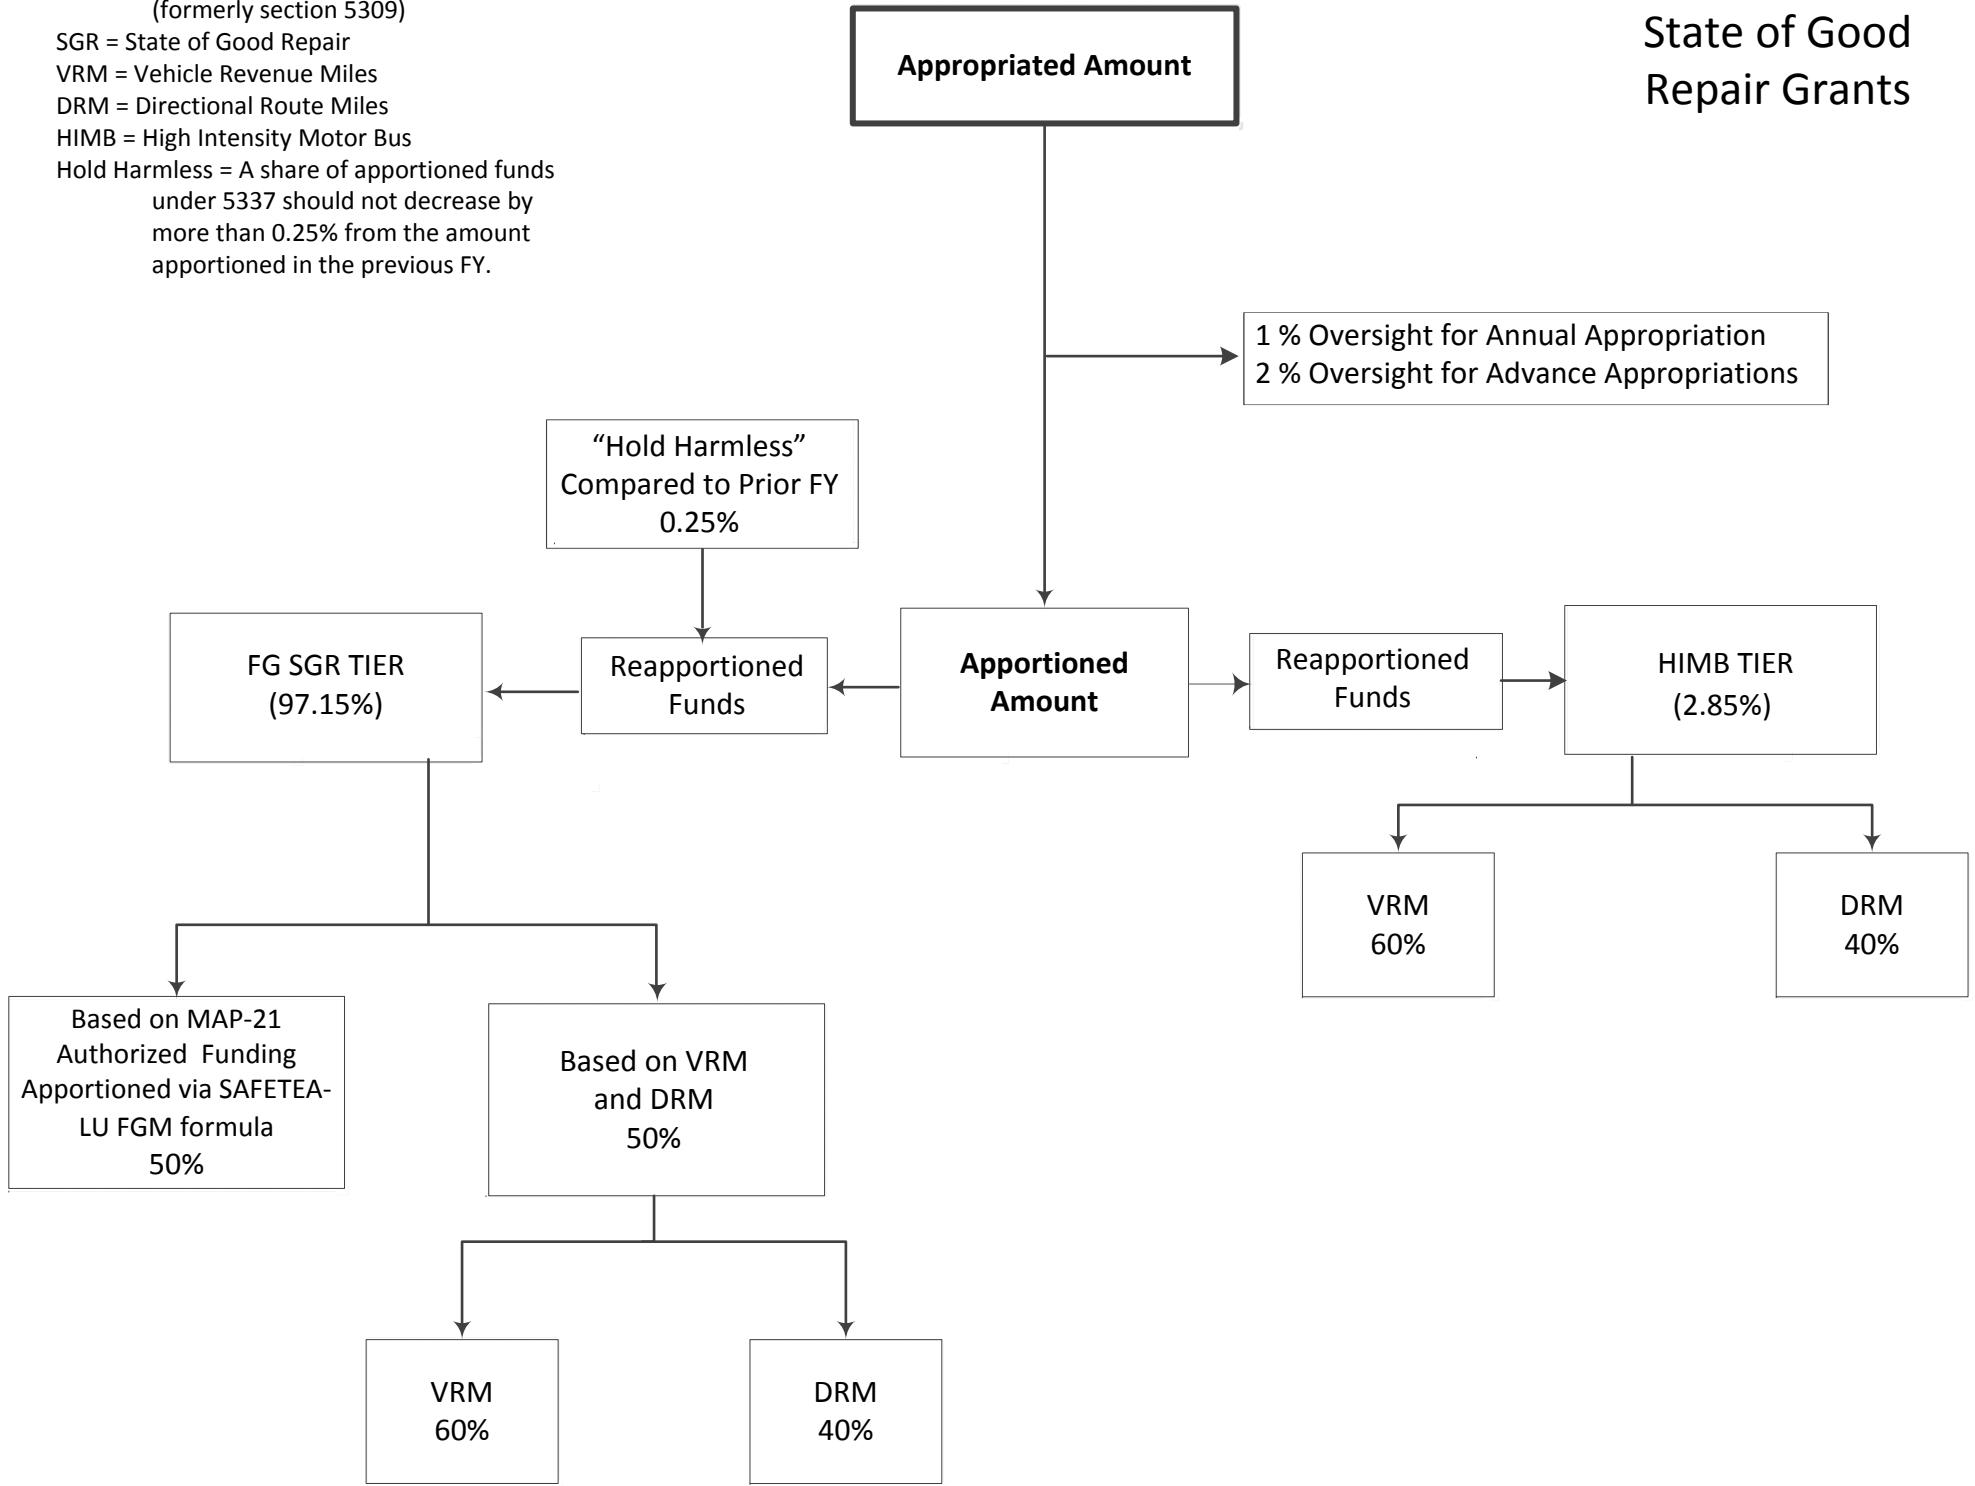 (formerly section 5309)
SGR = State of Good Repair
VRM = Vehicle Revenue Miles
DRM = Directional Route Miles
HIMB = High Intensity Motor Bus
Hold Harmless = A share of apportioned funds
under 5337 should not decrease by
more than 0.25% from the amount
apportioned in the previous FY.
State of Good
Repair Grants
Appropriated Amount
1 % Oversight for Annual Appropriation
2 % Oversight for Advance Appropriations
“Hold Harmless”
Compared to Prior FY
0.25%
FG SGR TIER
(97.15%)
Reapportioned
Funds
Apportioned
Amount
Reapportioned
Funds
HIMB TIER
(2.85%)
VRM
60%
DRM
40%
Based on MAP-21
Authorized  Funding
Apportioned via SAFETEA-
LU FGM formula
50%
Based on VRM
and DRM
50%
VRM
60%
DRM
40%